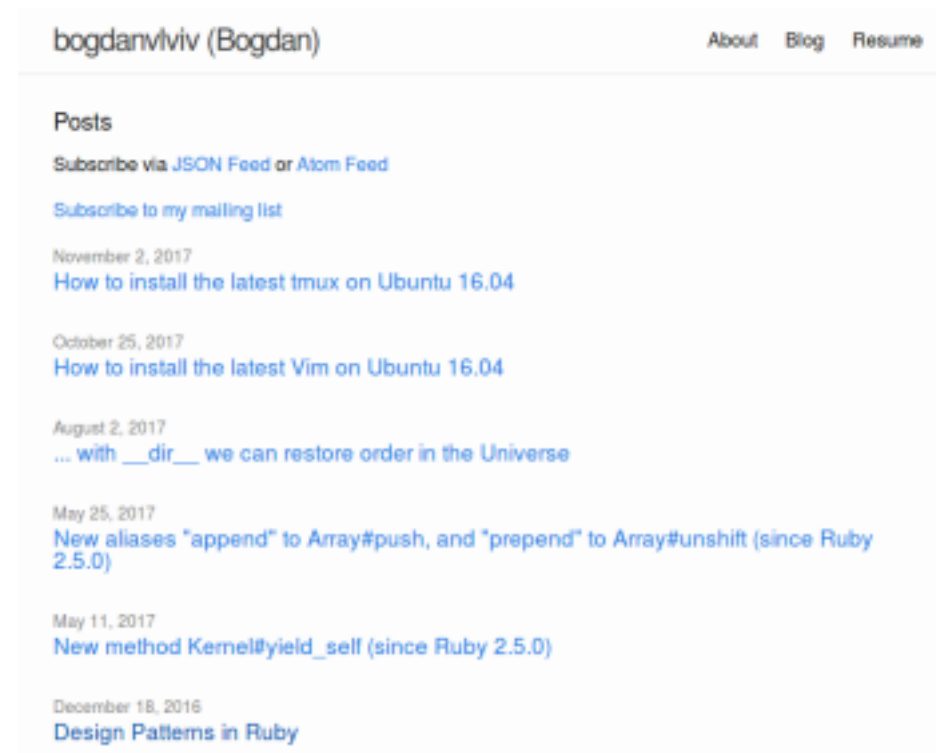 bogdanvlviv (Bogdan)
About Blog Resume
Posts
Subscribe via JSON Feed or Atom Feed
Subscribe to my mailing list
November 2, 2017
How to install the latest tmux on Ubuntu 16.04
October 25, 2017
How to install the latest Vim on Ubuntu 16.04
August 2, 2017
... with __dir__ we can restore order in the Universe
May 25, 2017
New aliases "append" to Array#push, and "prepend" to Array#unshift (since Ruby
2.5.0)
May 11, 2017
New method Kernel#yield_self (since Ruby 2.5.0)
December 18, 2016
Design Patterns in Ruby